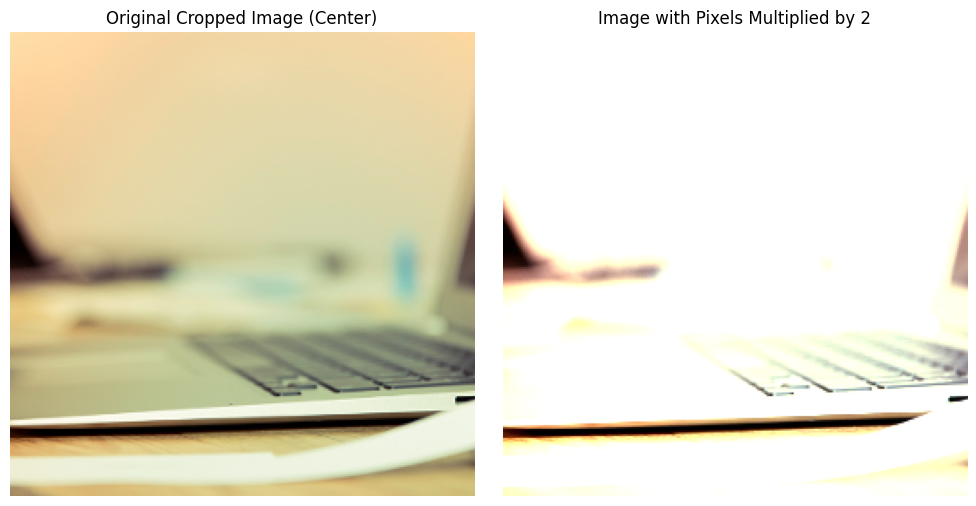 Original Cropped Image (Center)
Image with Pixels Multiplied by 2